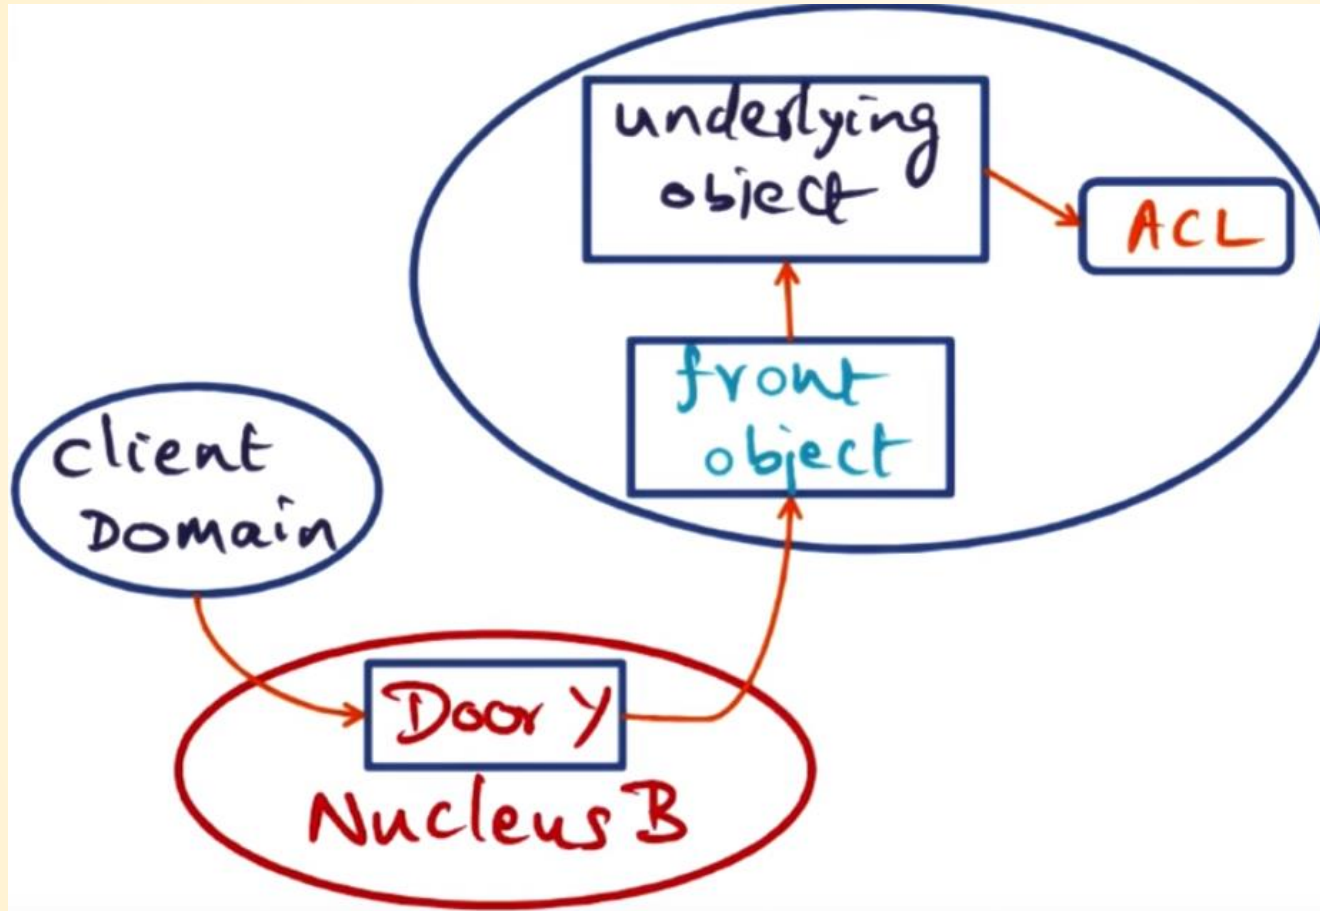 underlying
object
ACL
front
object
client
Domain
Door Y
Nucleus B